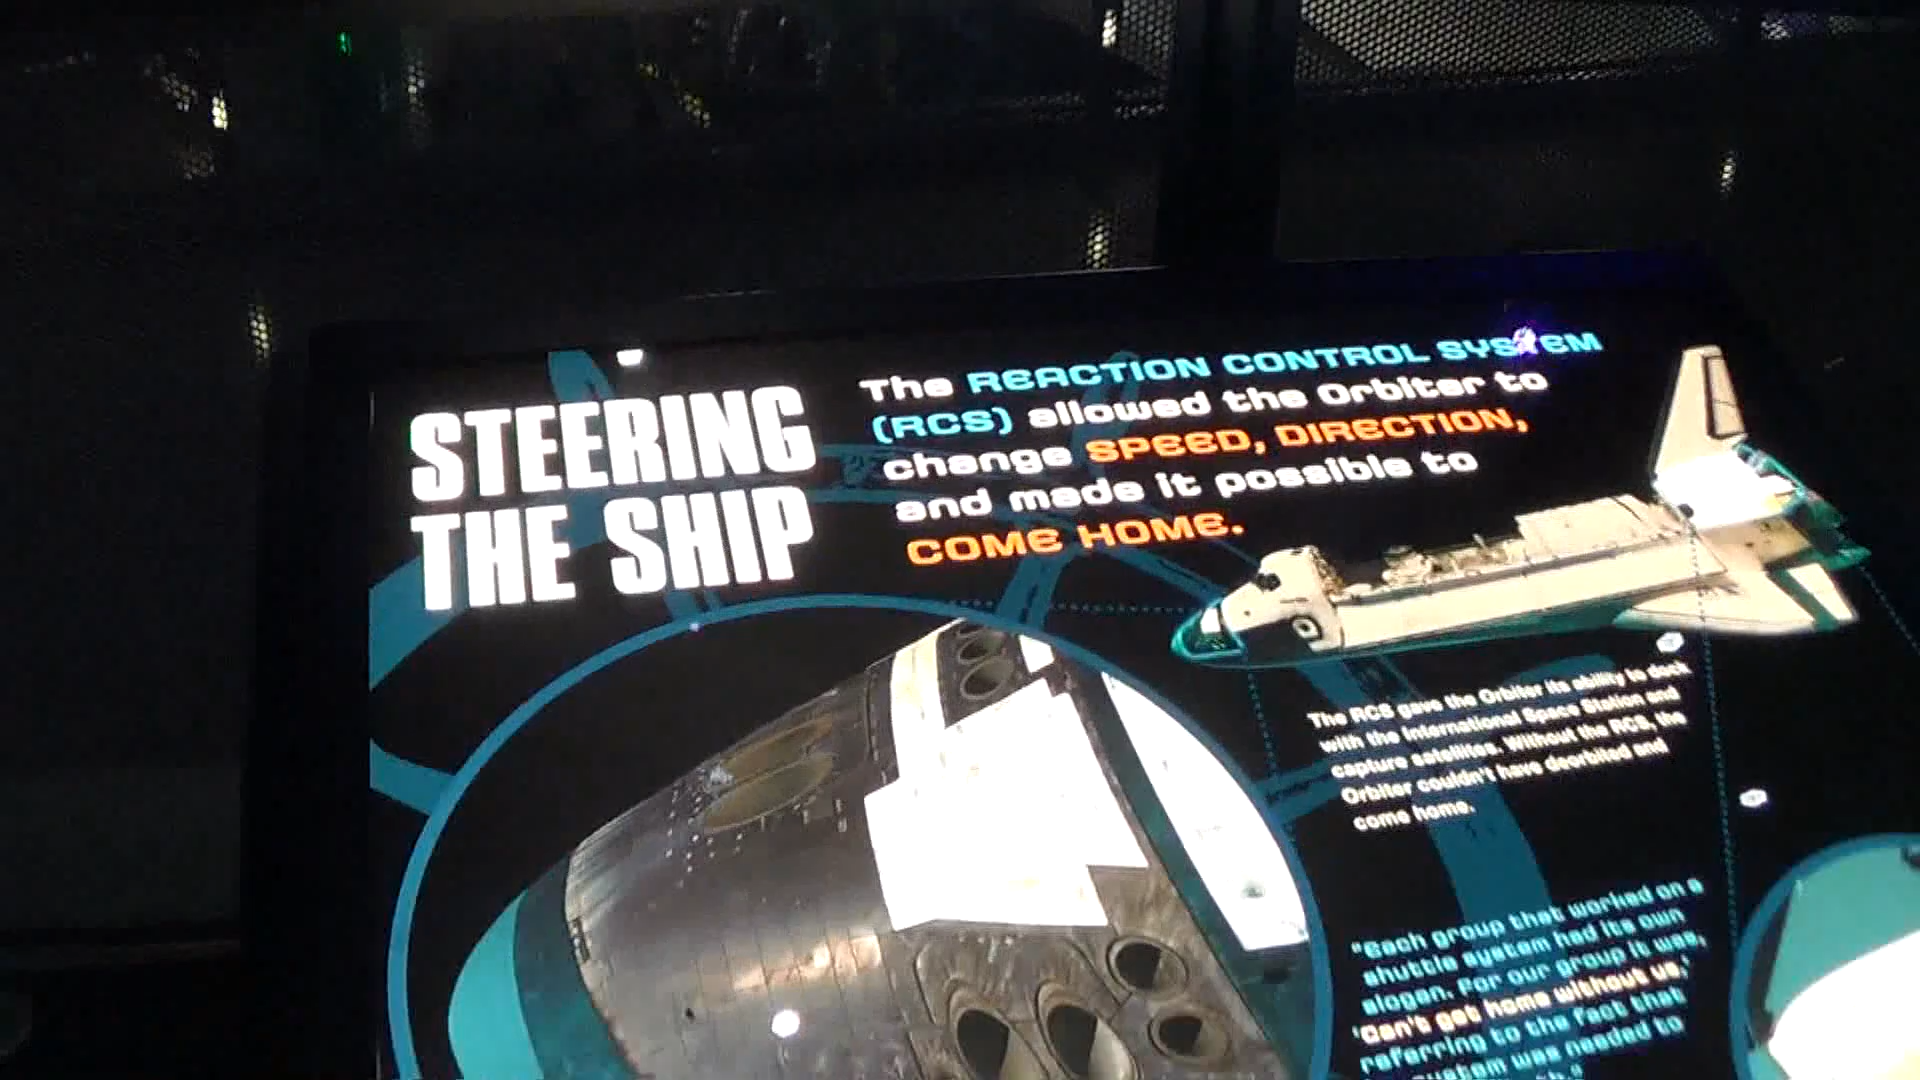 STEERING
THE SHIP
The REACTION CONTROL SYSTEM
(RCS) allowed the Orbiter to
change SPEED, DIRECTION,
and made it possible to
COME HOME.
The RCS gave the Orbiter its ability to dock
with the International Space Station and
capture satellites. Without the RCS, the
Orbiter couldn't have deorbited and
come home.
"Each group that worked on a
shuttle system had its own
slogan. For our group it was,
'Can't get home without us,'
referring to the fact that
system was needed to